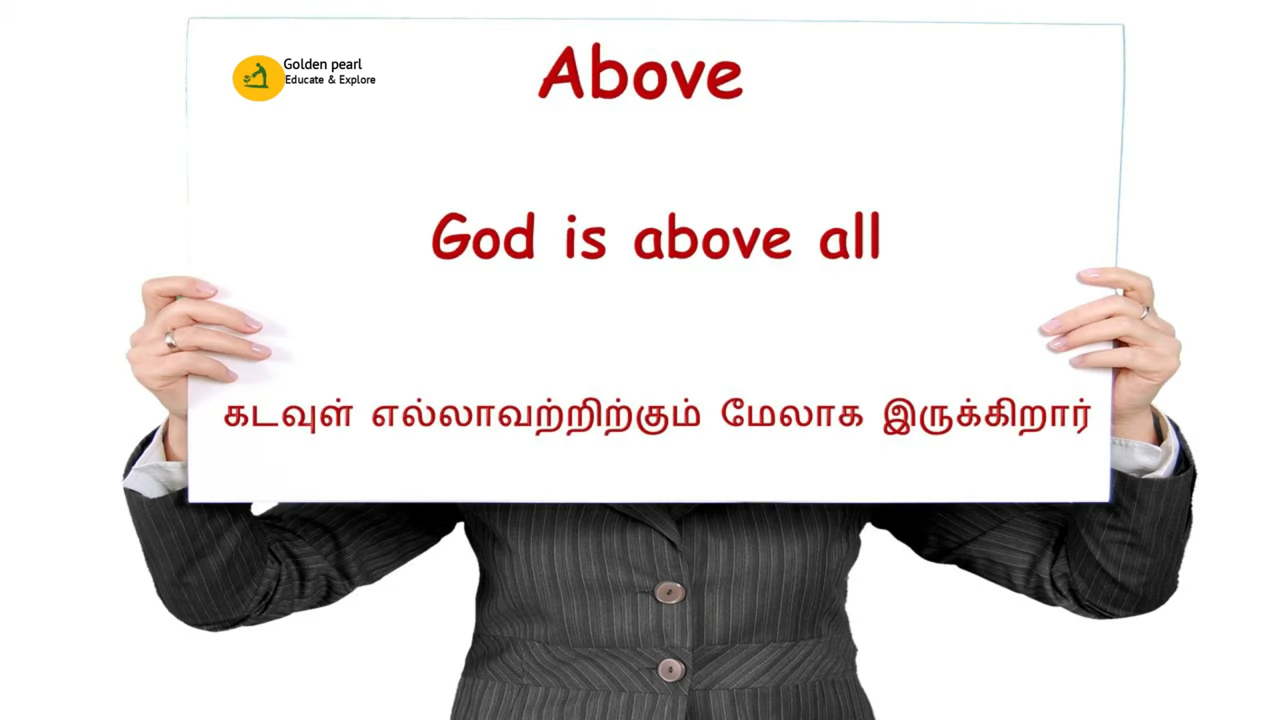 Golden pearl
Educate & Explore
Above
God is above all
கடவுள் எல்லாவற்றிற்கும் மேலாக இருக்கிறார்